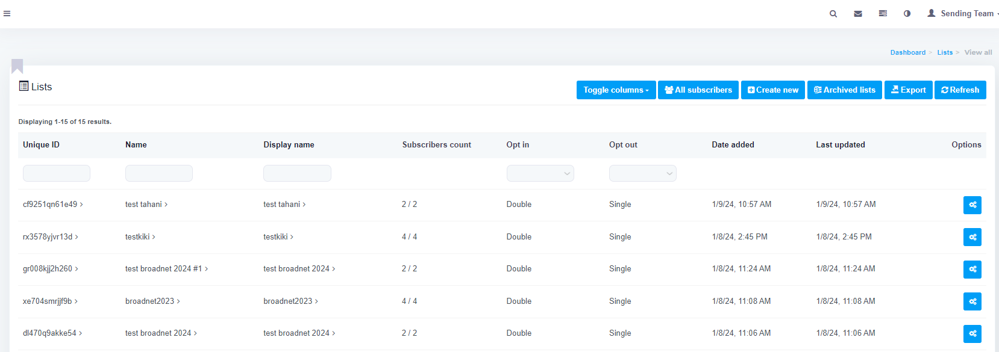 Sending Team
Dashboard > Lists > View all
Lists
Toggle columns All subscribers Create new Archived lists Export Refresh
Displaying 1-15 of 15 results.
Unique ID Name Display name Subscribers count Opt in Opt out Date added Last updated Options
cf9251qn61e49 > test tahani > test tahani > 2 / 2 Double Single 1/9/24, 10:57 AM 1/9/24, 10:57 AM
rx3578yjvr13d > testkiki > testkiki > 4 / 4 Double Single 1/8/24, 2:45 PM 1/8/24, 2:45 PM
gr008kjj2h260 > test broadnet 2024 #1 > test broadnet 2024 > 2 / 2 Double Single 1/8/24, 11:24 AM 1/8/24, 11:24 AM
xe704smrjjf9b > broadnet2023 > broadnet2023 > 4 / 4 Double Single 1/8/24, 11:08 AM 1/8/24, 11:08 AM
dl470q9akke54 > test broadnet 2024 > test broadnet 2024 > 2 / 2 Double Single 1/8/24, 11:06 AM 1/8/24, 11:06 AM